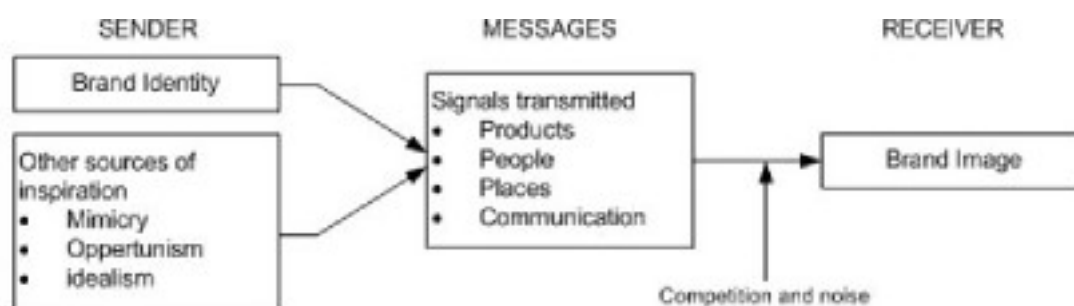 SENDER
MESSAGES
RECEIVER
Brand Identity
Other sources of
inspiration
• Mimicry
• Oppertunism
• idealism
Signals transmitted
• Products
• People
• Places
• Communication
Brand Image
Competition and noise